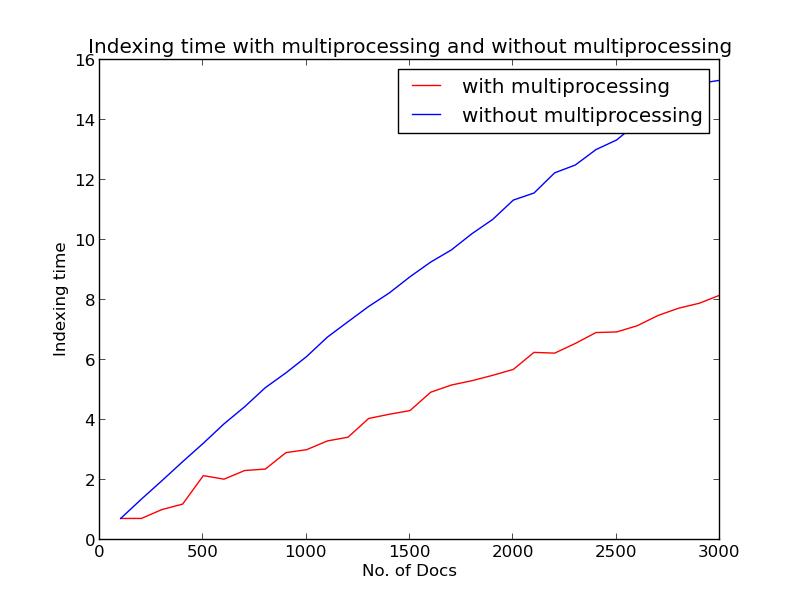 Indexing time with multiprocessing and without multiprocessing
with multiprocessing
without multiprocessing
Indexing time
16
14
12
10
8
6
4
2
0
0 500 1000 1500 2000 2500 3000
No. of Docs